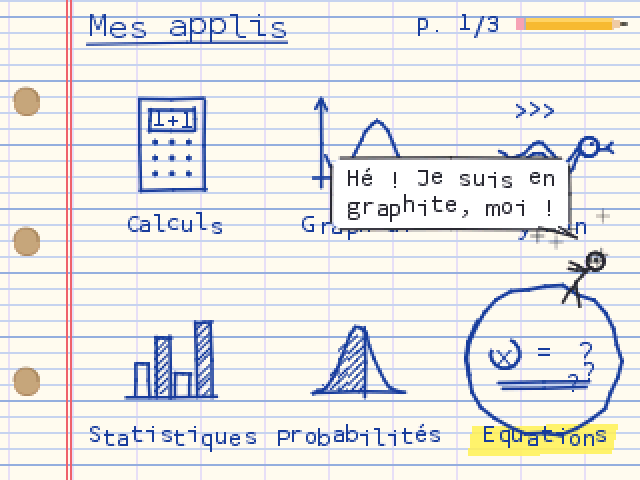 Mes applis
p. 1/3
1+1
>>>
Hé ! Je suis en
graphite, moi !
Calculs
x = ?
?
?
Statistiques
Probabilités
Equations